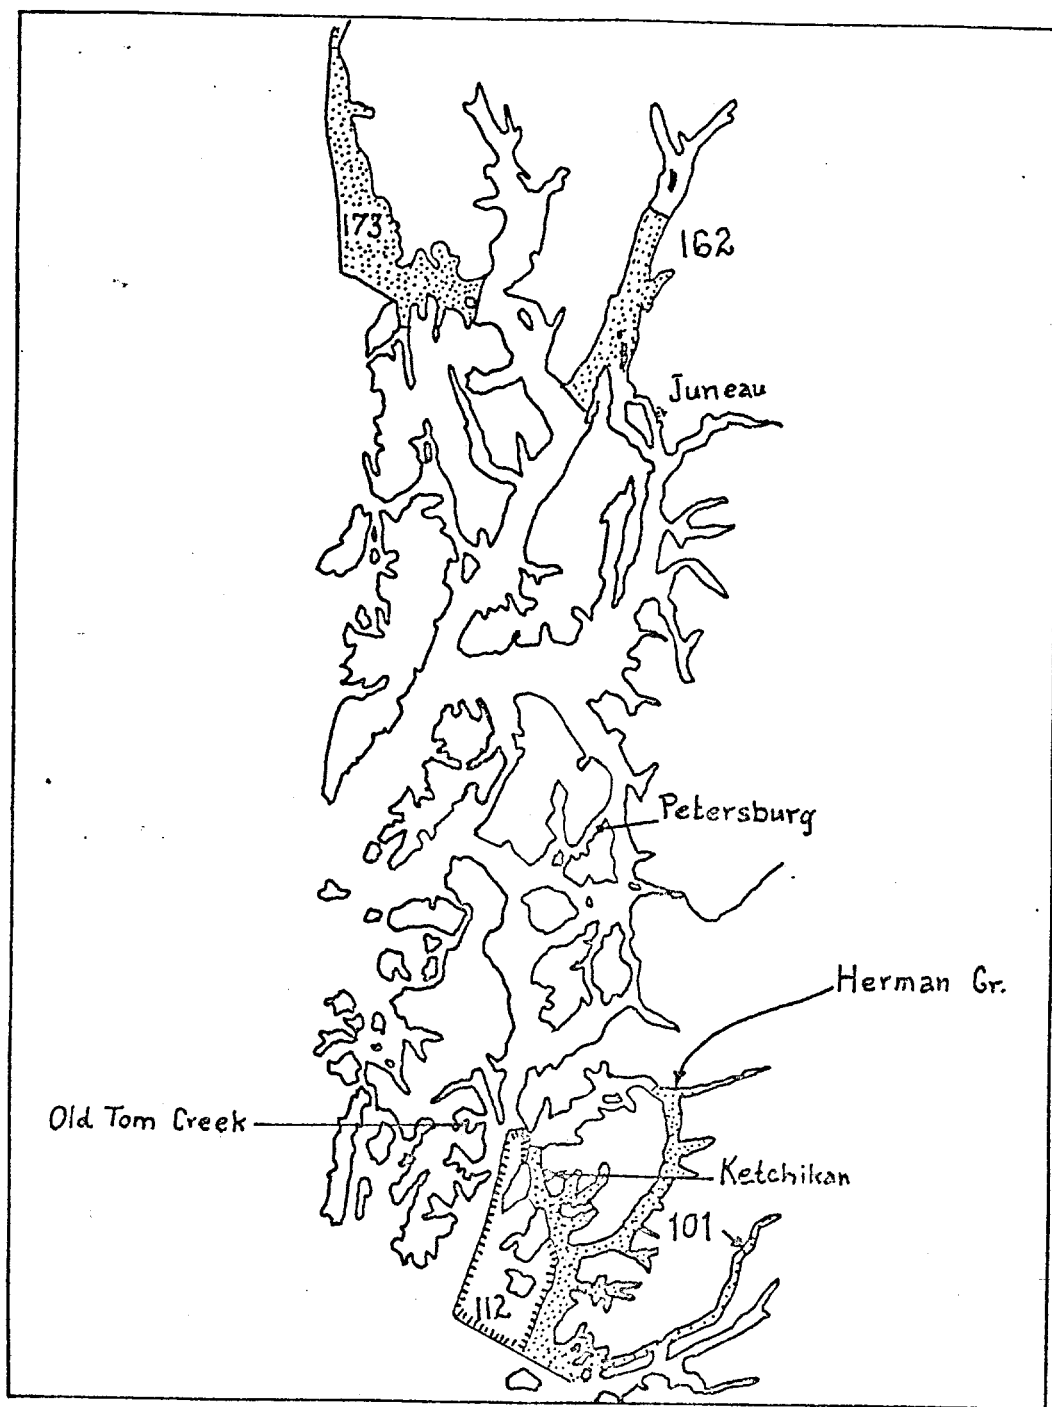 173
162
Juneau
Petersburg
Herman Cr.
Old Tom Creek
Ketchikan
101
112